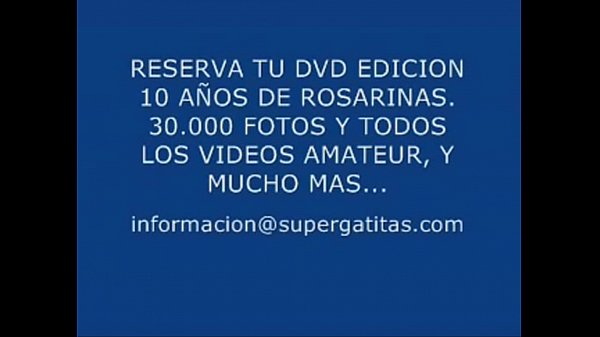 RESERVA TU DVD EDICION
10 AÑOS DE ROSARINAS.
30.000 FOTOS Y TODOS
LOS VIDEOS AMATEUR, Y
MUCHO MAS...
informacion@supergatitas.com